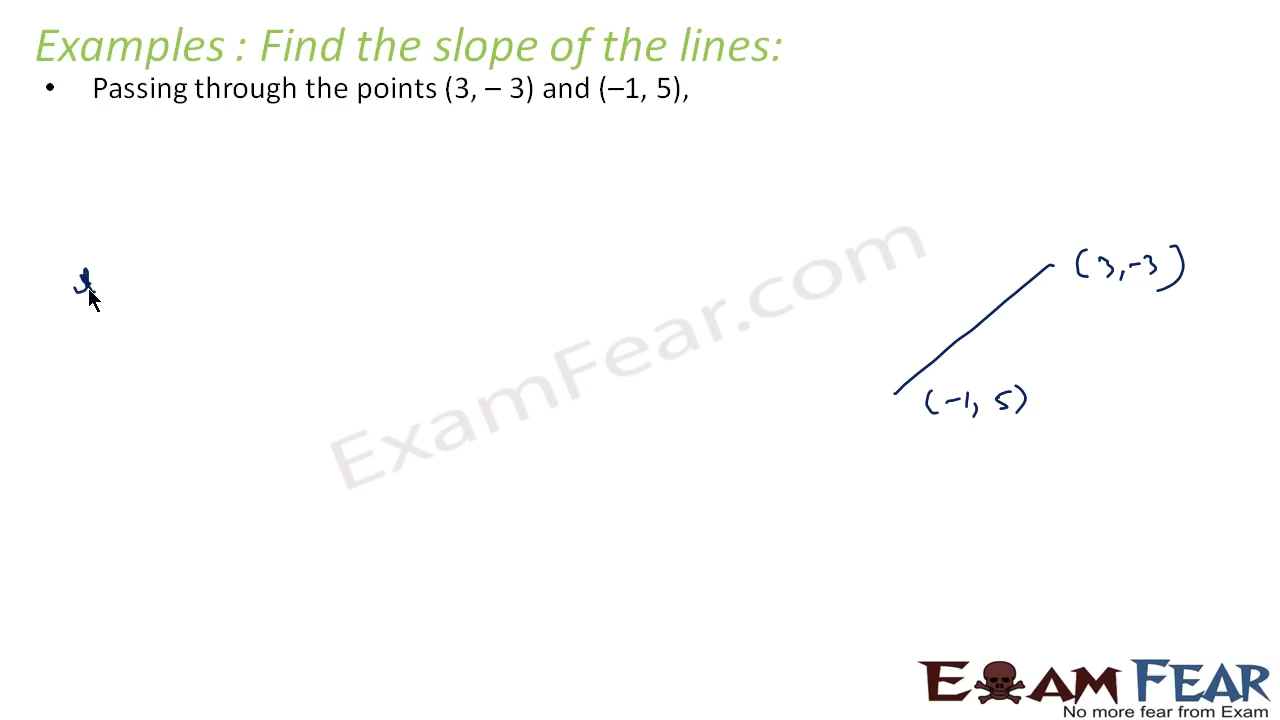 Examples : Find the slope of the lines:
• Passing through the points (3, – 3) and (–1, 5),
(3, -3)
ExamFear.com
(-1, 5)
EXAM FEAR
No more fear from Exam